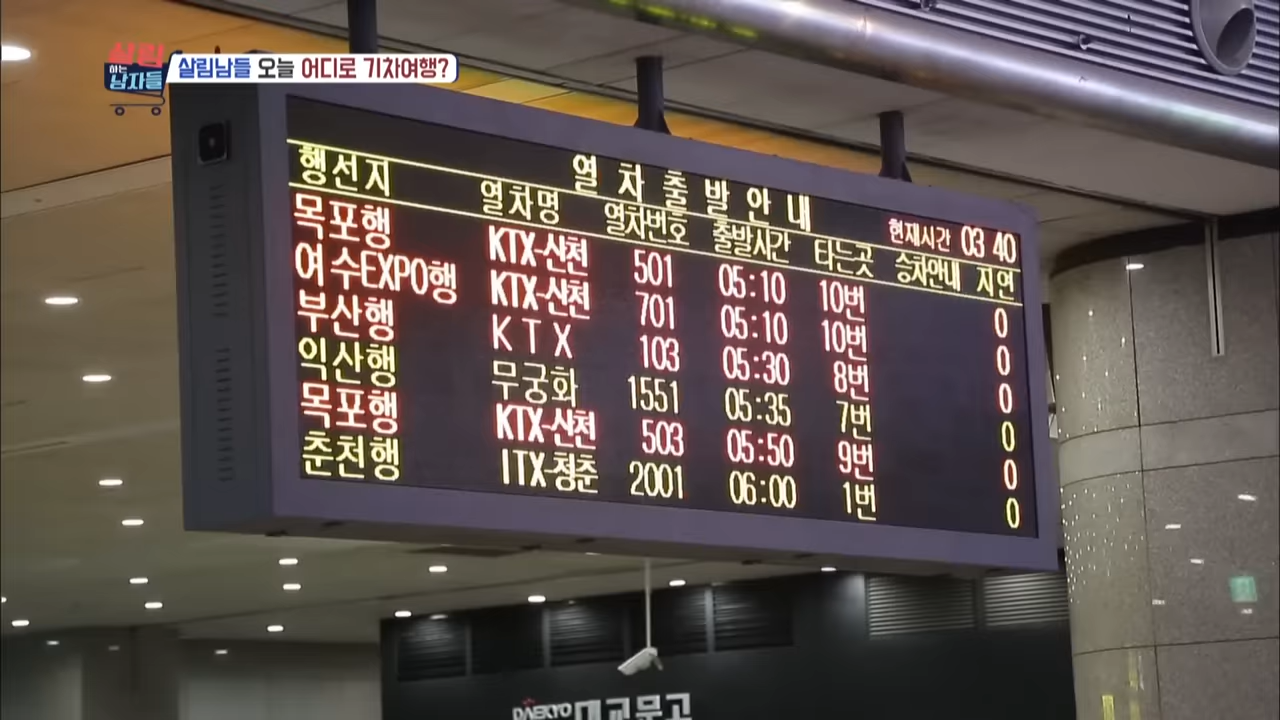 살림
하는
남자들
살림남들 오늘 어디로 기차여행?
열차출발안내
현재시간 03 40
행선지 열차명 열차번호 출발시간 타는곳 승차안내 지연
목포행 KTX-산천 501 05:10 10번 0
여수EXPO행 KTX-산천 701 05:10 10번 0
부산행 KTX 103 05:30 8번 0
익산행 무궁화 1551 05:35 7번 0
목포행 KTX-산천 503 05:50 9번 0
춘천행 ITX-청춘 2001 06:00 1번 0
DAEKYO 대교문고